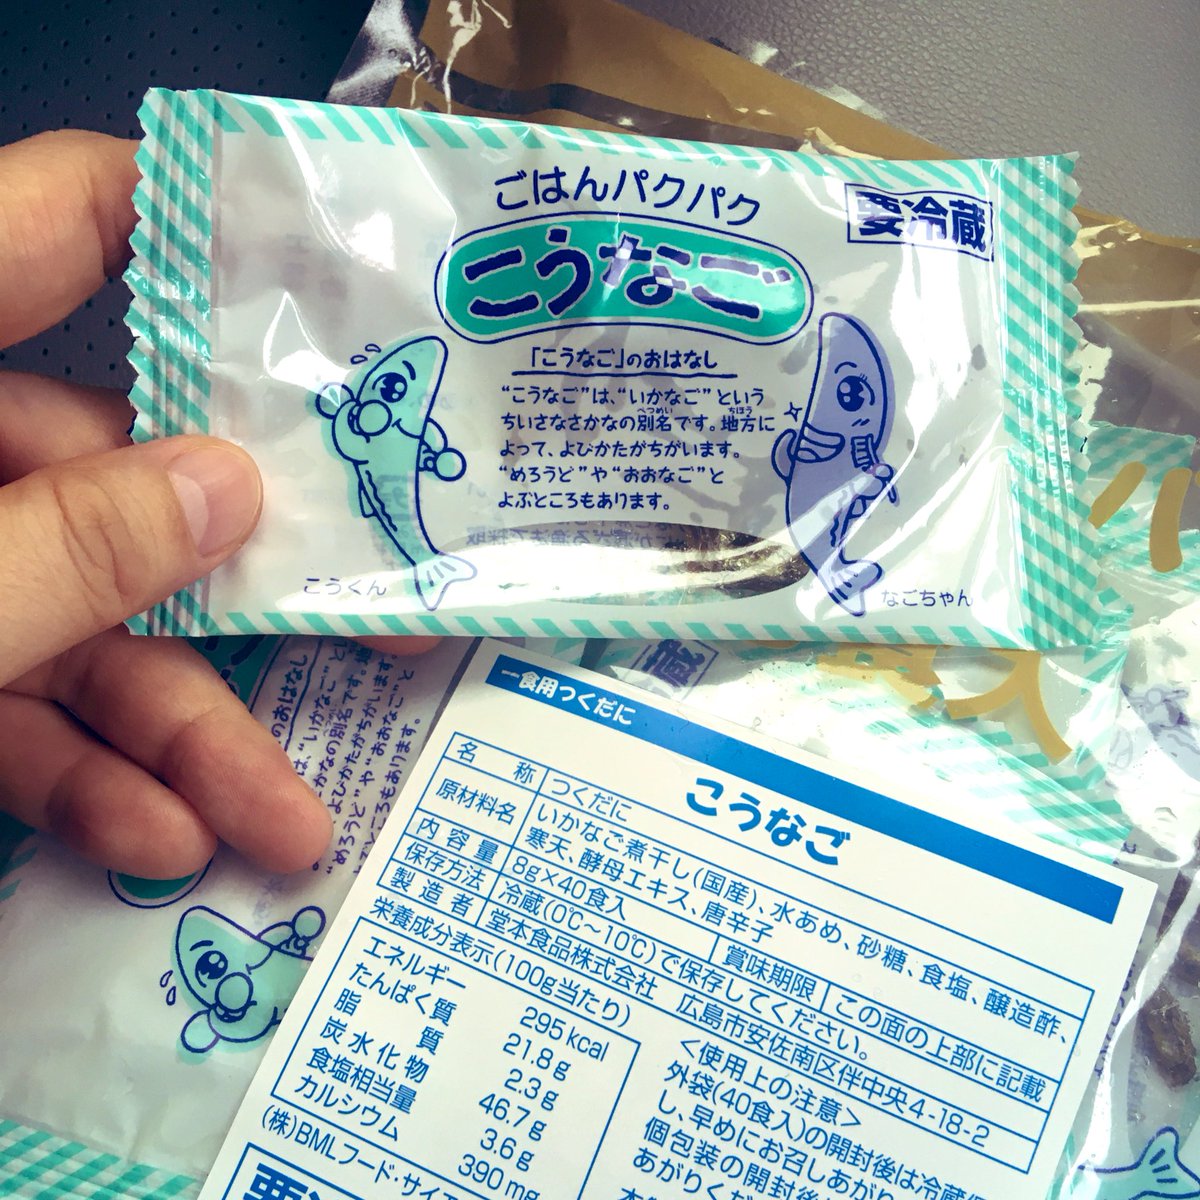 ごはんパクパク
要冷蔵
こうなご
「こうなご」のおはなし
“こうなご”は、“いかなご”という
ちいさなさかなの別名です。地方に
べつめい
ちほう
よって、よびかたがちがいます。
“めろうど”や“おおなご”と
よぶところもあります。
こうくん
なごちゃん
一食用つくだに
こうなご
名 称 つくだに
原材料名 いかなご煮干し(国産)、水あめ、砂糖、食塩、醸造酢、
寒天、酵母エキス、唐辛子
内容量 8g×40食入 賞味期限 この面の上部に記載
保存方法 冷蔵(0℃〜10℃)で保存してください。
製造者 堂本食品株式会社 広島市安佐南区伴中央4-18-2
栄養成分表示(100g当たり)
エネルギー 295kcal
たんぱく質 21.8g
脂質 2.3g
炭水化物 46.7g
食塩相当量 3.6g
カルシウム 390mg
(株)BMLフード・サイ
<使用上の注意>
外袋(40食入)の開封後は冷蔵
し、早めにお召しあが
個包装の開封後
あがりくだ